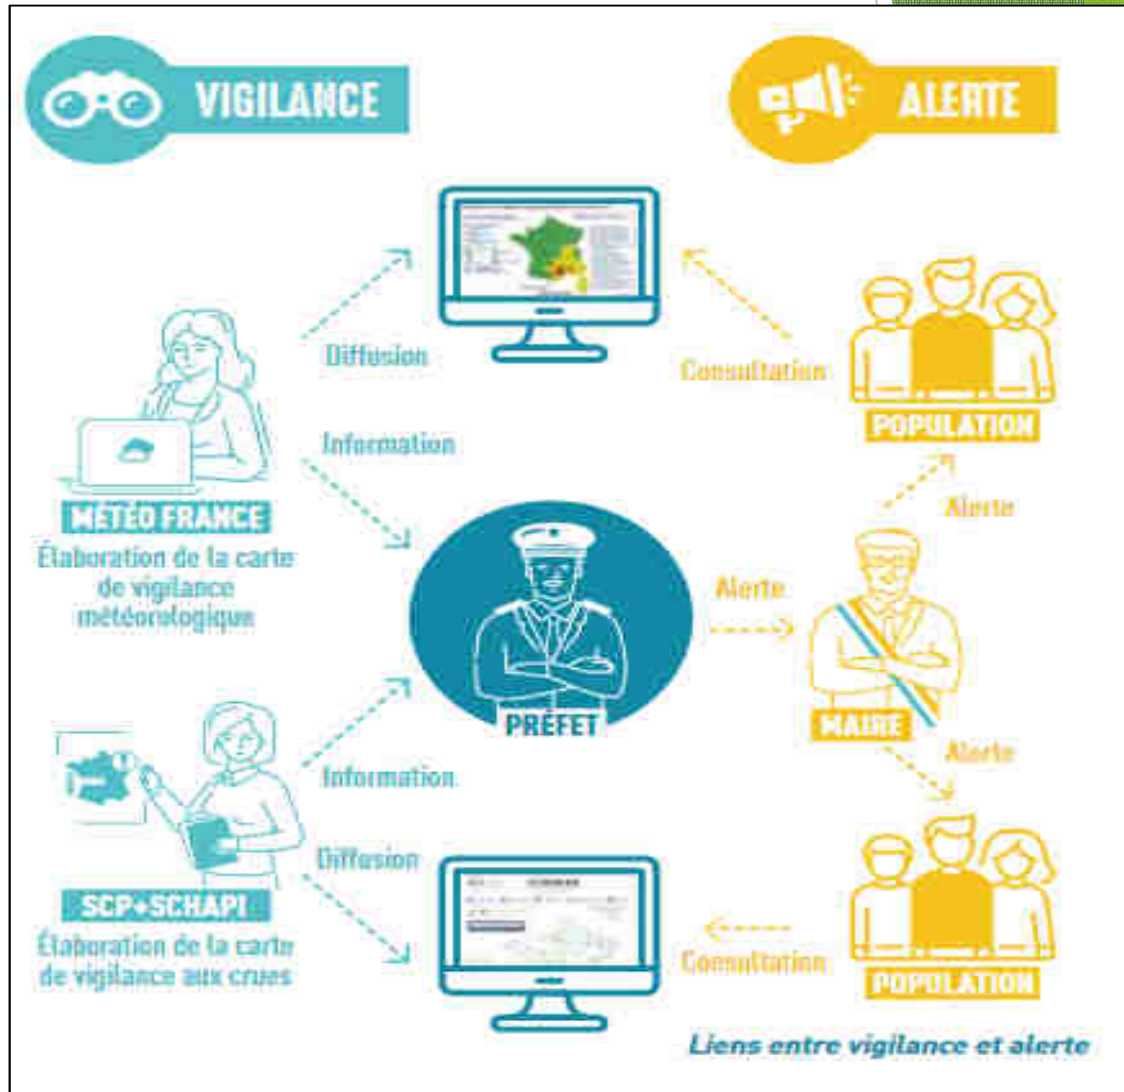 VIGILANCE
ALERTE
Diffusion
Consultation
POPULATION
Information
MÉTÉO FRANCE
Élaboration de la carte
de vigilance
météorologique
Alerte
Alerte
PRÉFET
MAIRE
Alerte
Information
Diffusion
SCP+SCHAPI
Élaboration de la carte
de vigilance aux crues
Consultation
POPULATION
Liens entre vigilance et alerte